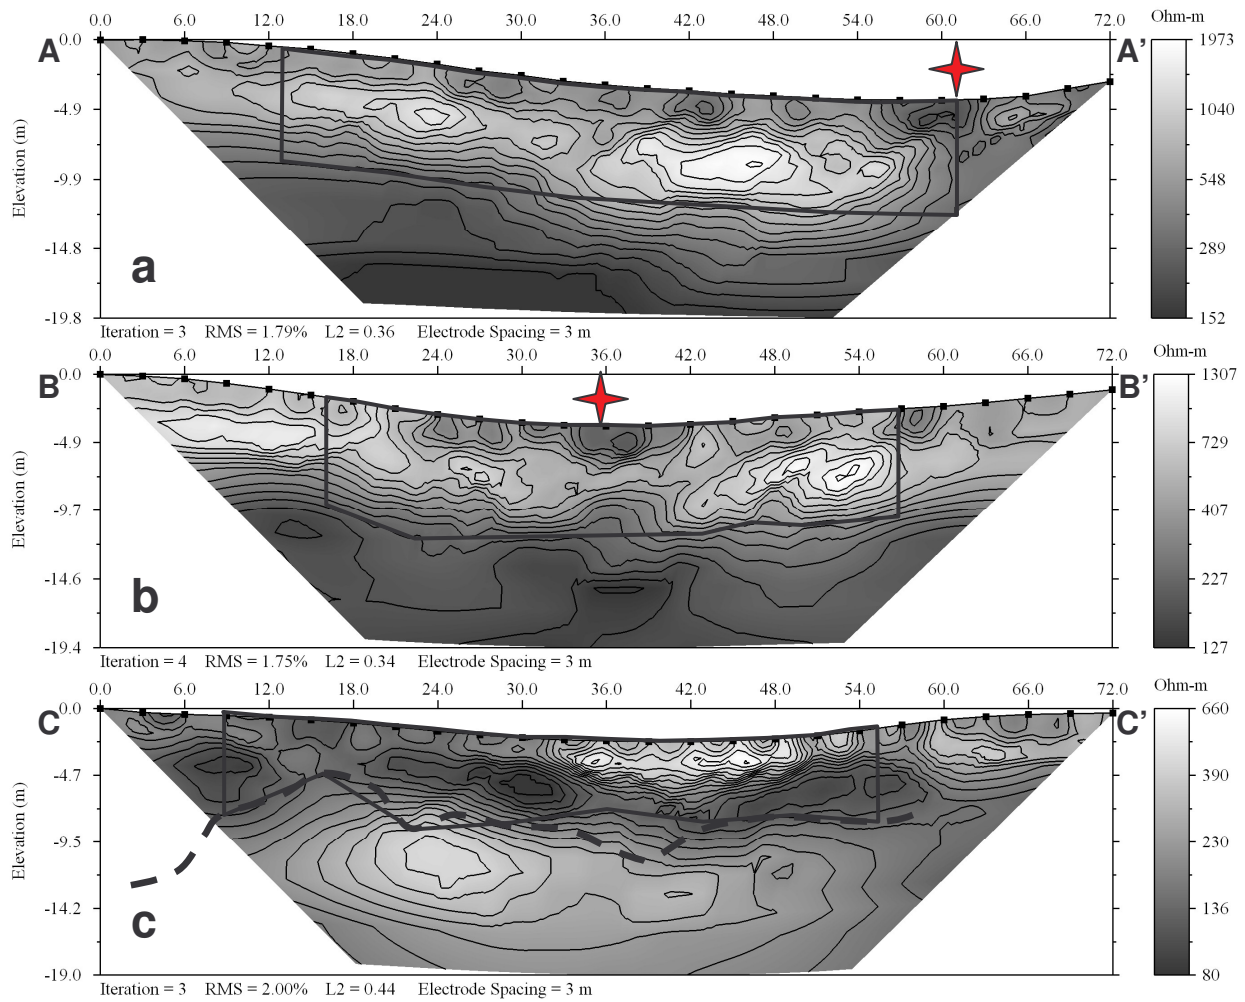 0.0 6.0 12.0 18.0 24.0 30.0 36.0 42.0 48.0 54.0 60.0 66.0 72.0 Ohm-m
0.0 A A' 1973
-4.9 1040
Elevation (m)
-9.9 548
-14.8 a 289
-19.8 152
Iteration = 3 RMS = 1.79% L2 = 0.36 Electrode Spacing = 3 m
0.0 6.0 12.0 18.0 24.0 30.0 36.0 42.0 48.0 54.0 60.0 66.0 72.0 Ohm-m
0.0 B B' 1307
-4.9 729
Elevation (m)
-9.7 407
-14.6 b 227
-19.4 127
Iteration = 4 RMS = 1.75% L2 = 0.34 Electrode Spacing = 3 m
0.0 6.0 12.0 18.0 24.0 30.0 36.0 42.0 48.0 54.0 60.0 66.0 72.0 Ohm-m
0.0 C C' 660
-4.7 390
Elevation (m)
-9.5 230
-14.2 c 136
-19.0 80
Iteration = 3 RMS = 2.00% L2 = 0.44 Electrode Spacing = 3 m